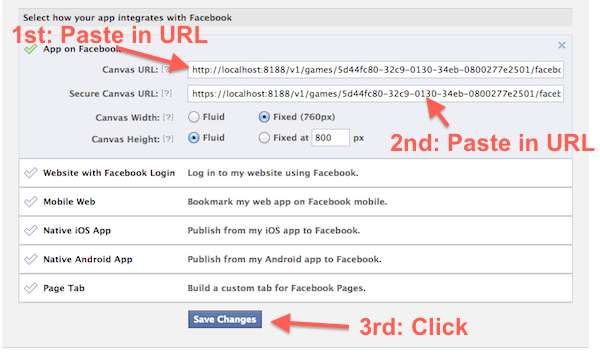 Select how your app integrates with Facebook
1st: Paste in URL
App on Facebook
Canvas URL: [?] http://localhost:8188/v1/games/5d44fc80-32c9-0130-34eb-0800277e2501/facebo
Secure Canvas URL: [?] https://localhost:8188/v1/games/5d44fc80-32c9-0130-34eb-0800277e2501/facel
Canvas Width: [?] Fluid Fixed (760px)
Canvas Height: [?] Fluid Fixed at 800 px
2nd: Paste in URL
Website with Facebook Login Log in to my website using Facebook.
Mobile Web Bookmark my web app on Facebook mobile.
Native iOS App Publish from my iOS app to Facebook.
Native Android App Publish from my Android app to Facebook.
Page Tab Build a custom tab for Facebook Pages.
Save Changes
3rd: Click